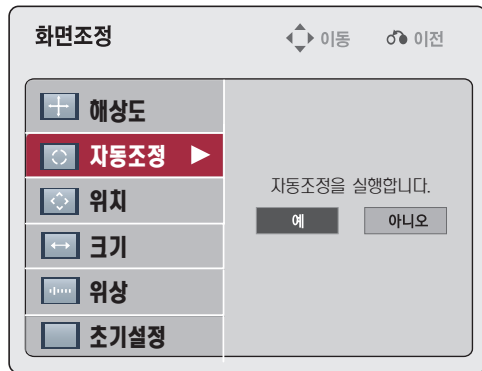 화면조정 이동 이전
해상도
자동조정
위치
크기
위상
초기설정
자동조정을 실행합니다.
예 아니오